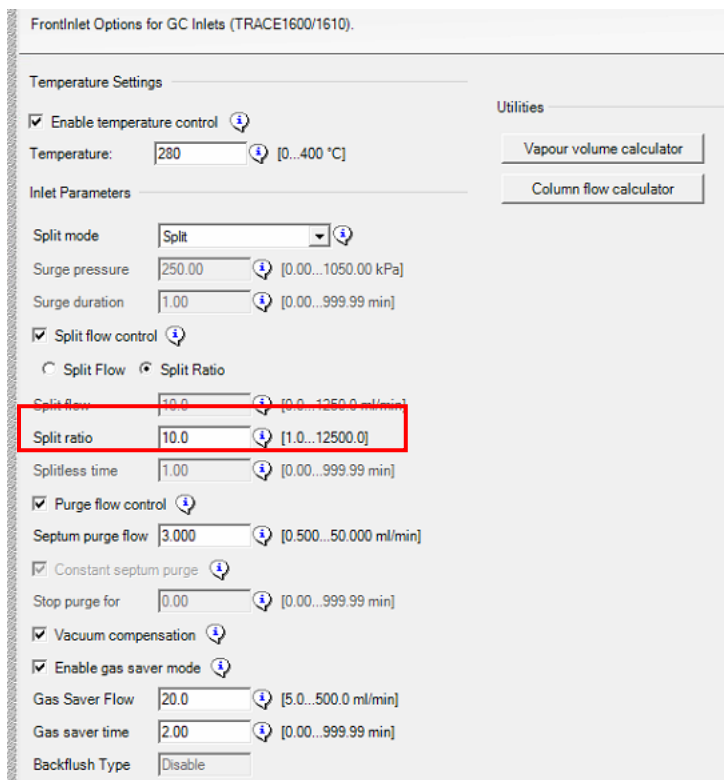 FrontInlet Options for GC Inlets (TRACE1600/1610).
Temperature Settings
Enable temperature control
Temperature: 280 [0...400 °C]
Inlet Parameters
Split mode Split
Surge pressure 250.00 [0.00...1050.00 kPa]
Surge duration 1.00 [0.00...999.99 min]
Split flow control
Split Flow Split Ratio
Split flow 10.0 [0.0...1250.0 ml/min]
Split ratio 10.0 [1.0...12500.0]
Splitless time 1.00 [0.00...999.99 min]
Purge flow control
Septum purge flow 3.000 [0.500...50.000 ml/min]
Constant septum purge
Stop purge for 0.00 [0.00...999.99 min]
Vacuum compensation
Enable gas saver mode
Gas Saver Flow 20.0 [5.0...500.0 ml/min]
Gas saver time 2.00 [0.00...999.99 min]
Backflush Type Disable
Utilities
Vapour volume calculator
Column flow calculator